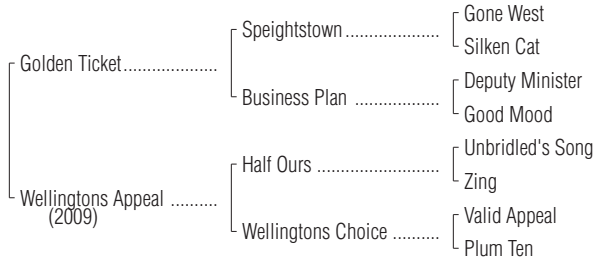 Gone West
Speightstown....................
Silken Cat
Golden Ticket....................
Deputy Minister
Business Plan ..................
Good Mood
Unbridled's Song
Half Ours ..........................
Zing
Wellingtons Appeal ..........
(2009)
Valid Appeal
Wellingtons Choice ..........
Plum Ten